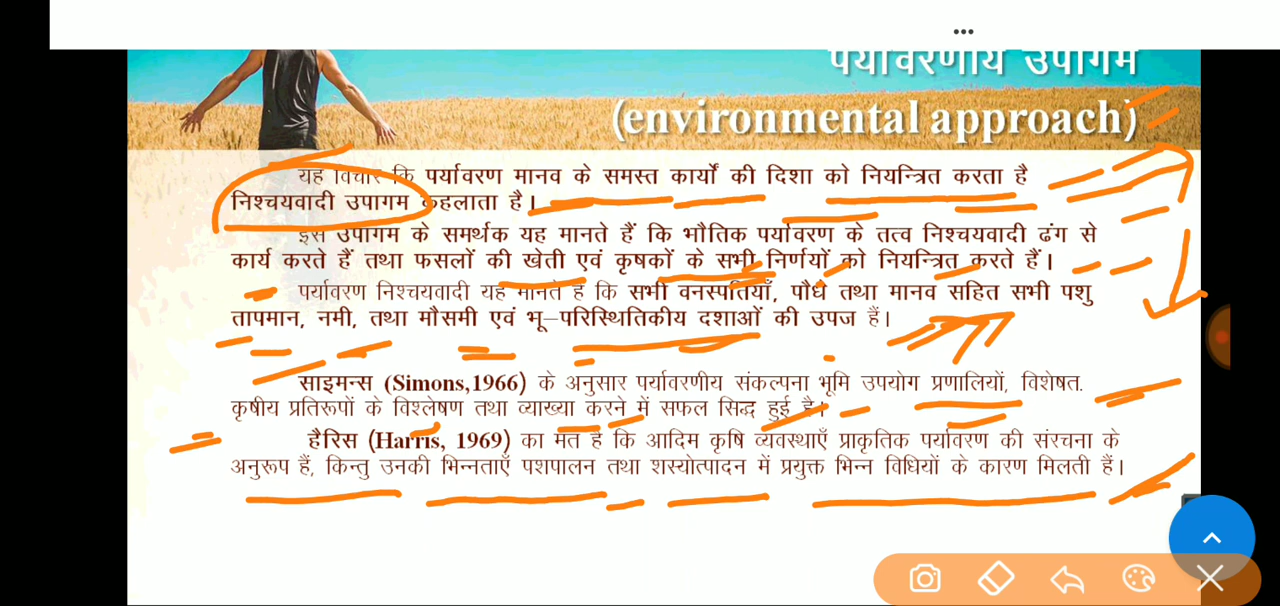 पर्यावरणीय उपागम
(environmental approach)
यह विचार कि पर्यावरण मानव के समस्त कार्यों की दिशा को नियन्त्रित करता है
निश्चयवादी उपागम कहलाता है।
इस उपागम के समर्थक यह मानते हैं कि भौतिक पर्यावरण के तत्व निश्चयवादी ढंग से
कार्य करते हैं तथा फसलों की खेती एवं कृषकों के सभी निर्णयों को नियन्त्रित करते हैं।
पर्यावरण निश्चयवादी यह मानते है कि सभी वनस्पतियाँ, पौधे तथा मानव सहित सभी पशु
तापमान, नमी, तथा मौसमी एवं भू–परिस्थितिकीय दशाओं की उपज हैं।
साइमन्स (Simons,1966) के अनुसार पर्यावरणीय संकल्पना भूमि उपयोग प्रणालियों, विशेषत.
कृषीय प्रतिरूपों के विश्लेषण तथा व्याख्या करने में सफल सिद्ध हुई है।
हैरिस (Harris, 1969) का मत है कि आदिम कृषि व्यवस्थाएँ प्राकृतिक पर्यावरण की संरचना के
अनुरूप हैं, किन्तु उनकी भिन्नताएँ पशपालन तथा शस्योत्पादन में प्रयुक्त भिन्न विधियों के कारण मिलती हैं।